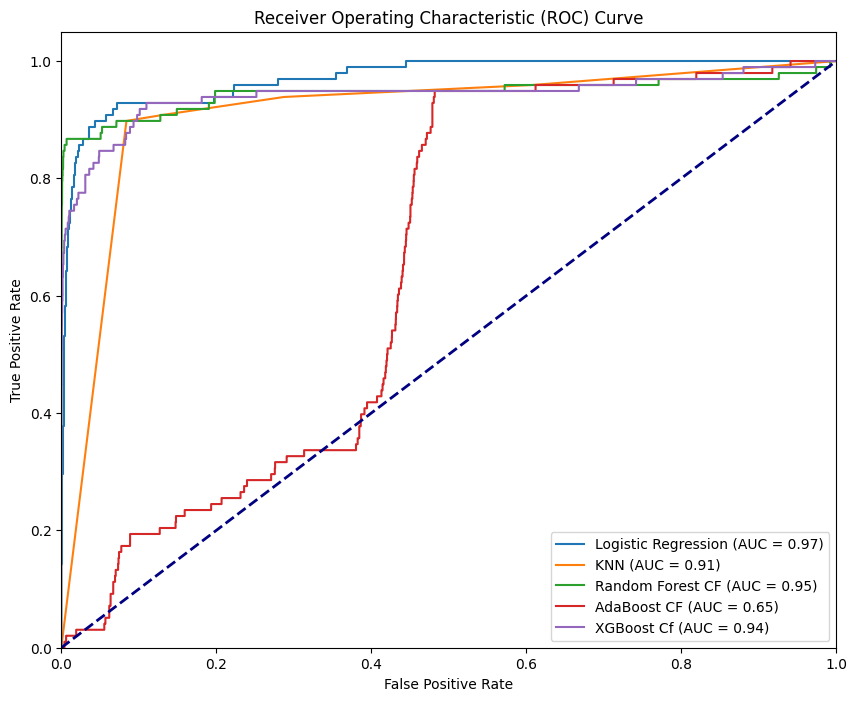 Receiver Operating Characteristic (ROC) Curve
1.0
0.8
0.6
0.4
0.2
0.0
True Positive Rate
0.0 0.2 0.4 0.6 0.8 1.0
False Positive Rate
Logistic Regression (AUC = 0.97)
KNN (AUC = 0.91)
Random Forest CF (AUC = 0.95)
AdaBoost CF (AUC = 0.65)
XGBoost Cf (AUC = 0.94)